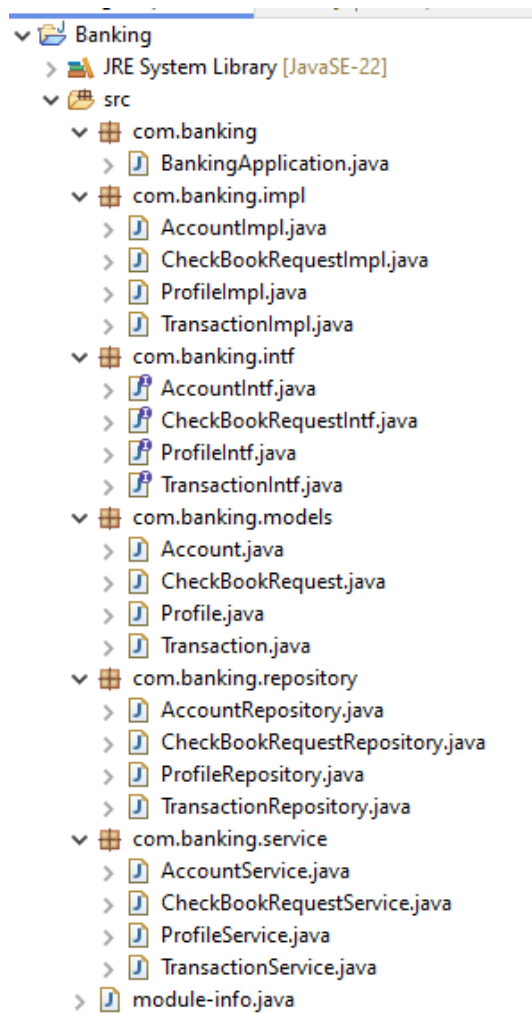 Banking
JRE System Library [JavaSE-22]
src
com.banking
BankingApplication.java
com.banking.impl
AccountImpl.java
CheckBookRequestImpl.java
ProfileImpl.java
TransactionImpl.java
com.banking.intf
AccountIntf.java
CheckBookRequestIntf.java
ProfileIntf.java
TransactionIntf.java
com.banking.models
Account.java
CheckBookRequest.java
Profile.java
Transaction.java
com.banking.repository
AccountRepository.java
CheckBookRequestRepository.java
ProfileRepository.java
TransactionRepository.java
com.banking.service
AccountService.java
CheckBookRequestService.java
ProfileService.java
TransactionService.java
module-info.java